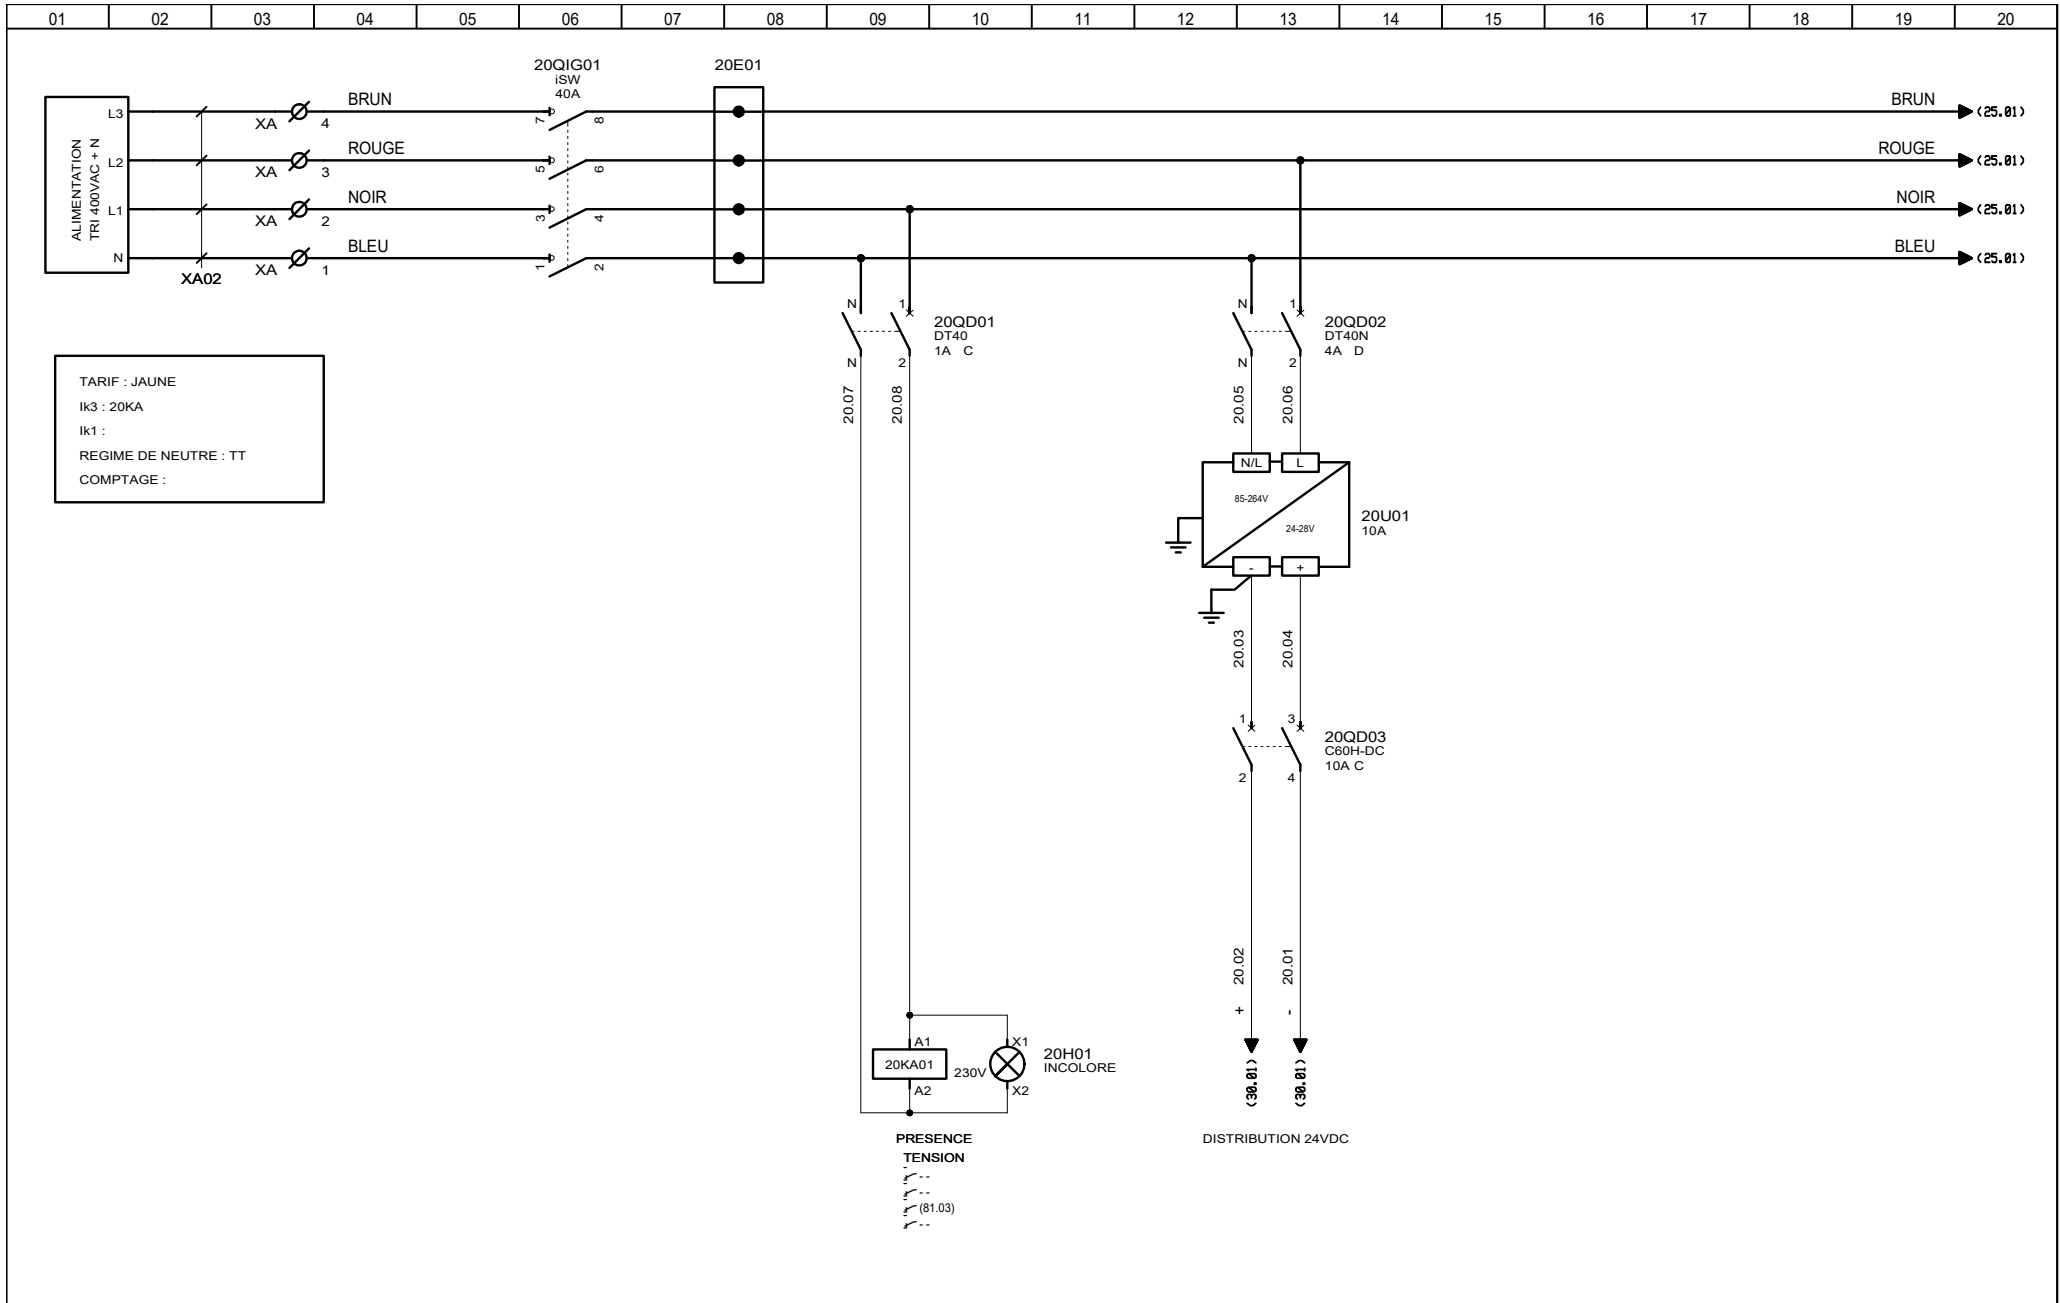 01 02 03 04 05 06 07 08 09 10 11 12 13 14 15 16 17 18 19 20
20QIG01
iSW
40A
20E01
ALIMENTATION
TRI 400VAC + N
L3
XA
4
BRUN
7
8
BRUN
(25.01)
L2
XA
3
ROUGE
5
6
ROUGE
(25.01)
L1
XA
2
NOIR
3
4
NOIR
(25.01)
N
XA
1
BLEU
1
2
BLEU
(25.01)
XA02
N
1
20QD01
DT40
1A C
N
2
20.07
20.08
N
1
20QD02
DT40N
4A D
N
2
20.05
20.06
TARIF : JAUNE
Ik3 : 20KA
Ik1 :
REGIME DE NEUTRE : TT
COMPTAGE :
N/L
L
85-264V
24-28V
20U01
10A
-
+
20.03
20.04
1
3
20QD03
C60H-DC
10A C
2
4
20.02
20.01
+
-
(30.01)
(30.01)
DISTRIBUTION 24VDC
A1
20KA01
A2
230V
X1
X2
20H01
INCOLORE
PRESENCE
TENSION
--
--
(81.03)
--